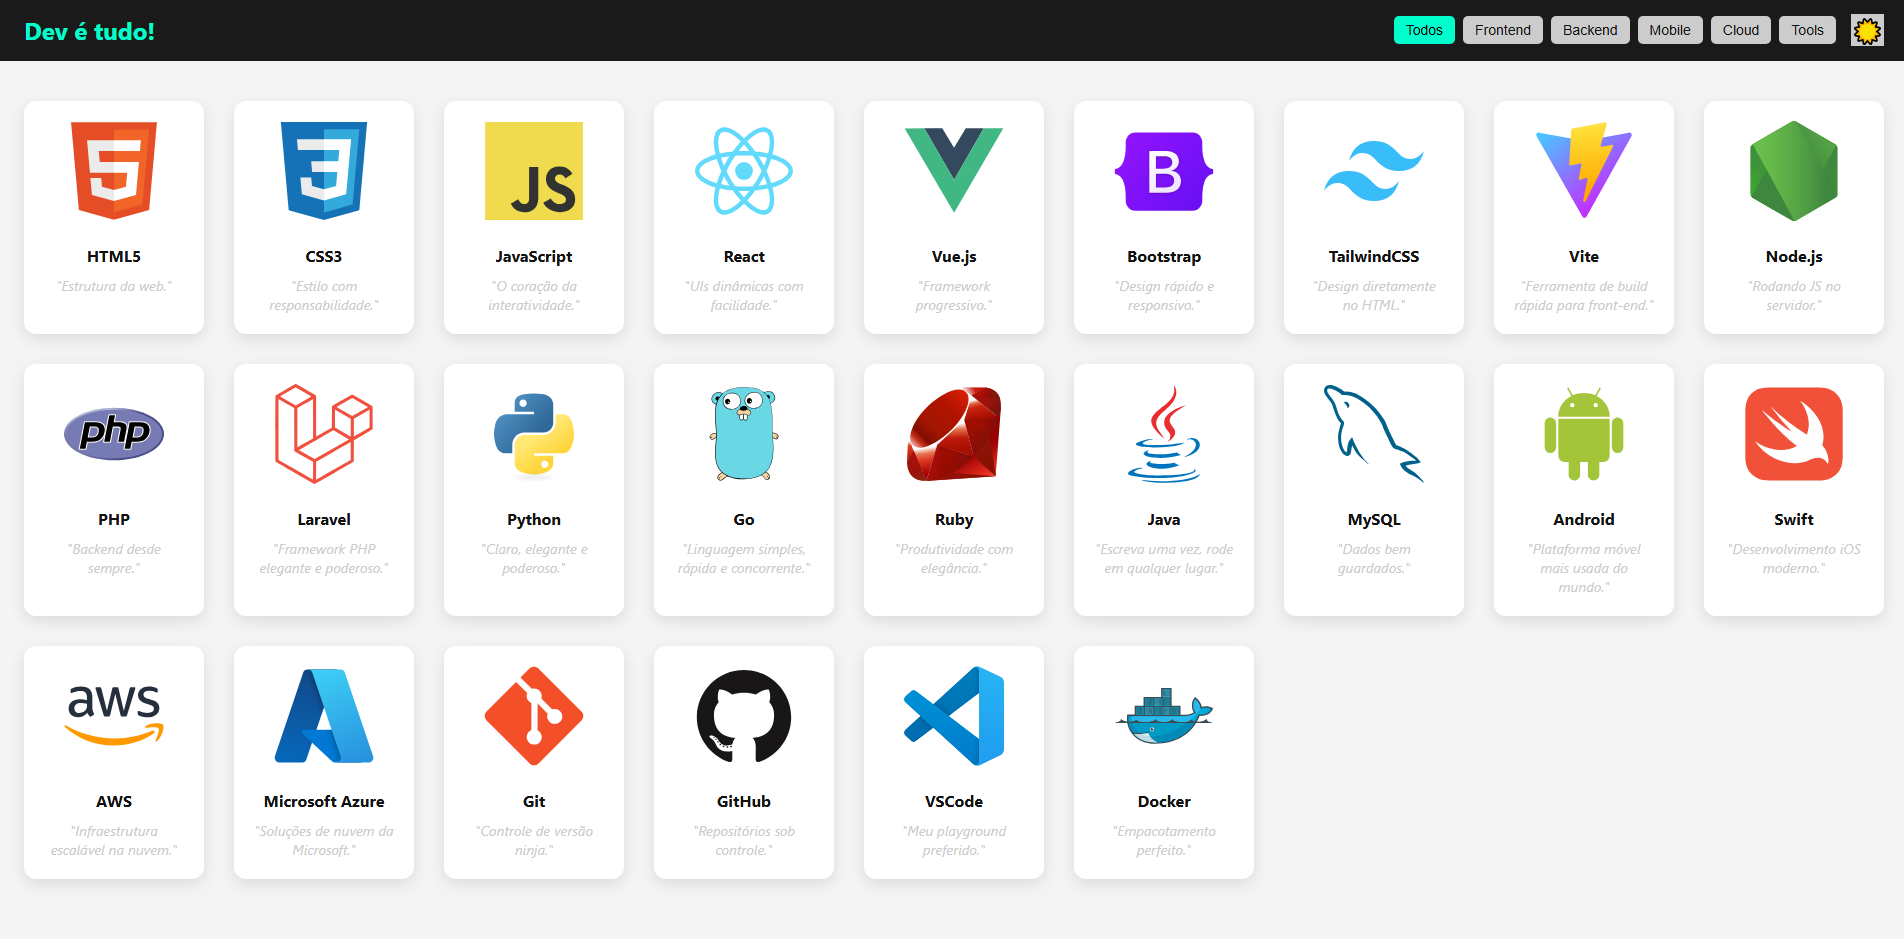 Dev é tudo!
Todos
Frontend
Backend
Mobile
Cloud
Tools
HTML5
"Estrutura da web."
CSS3
"Estilo com
responsabilidade."
JS
JavaScript
"O coração da
interatividade."
React
"UIs dinâmicas com
facilidade."
Vue.js
"Framework
progressivo."
B
Bootstrap
"Design rápido e
responsivo."
TailwindCSS
"Design diretamente
no HTML."
Vite
"Ferramenta de build
rápida para front-end."
Node.js
"Rodando JS no
servidor."
php
PHP
"Backend desde
sempre."
Laravel
"Framework PHP
elegante e poderoso."
Python
"Claro, elegante e
poderoso."
Go
"Linguagem simples,
rápida e concorrente."
Ruby
"Produtividade com
elegância."
Java
"Escreva uma vez, rode
em qualquer lugar."
MySQL
"Dados bem
guardados."
Android
"Plataforma móvel
mais usada do
mundo."
Swift
"Desenvolvimento iOS
moderno."
aws
AWS
"Infraestrutura
escalável na nuvem."
Microsoft Azure
"Soluções de nuvem da
Microsoft."
Git
"Controle de versão
ninja."
GitHub
"Repositórios sob
controle."
VSCode
"Meu playground
preferido."
Docker
"Empacotamento
perfeito."